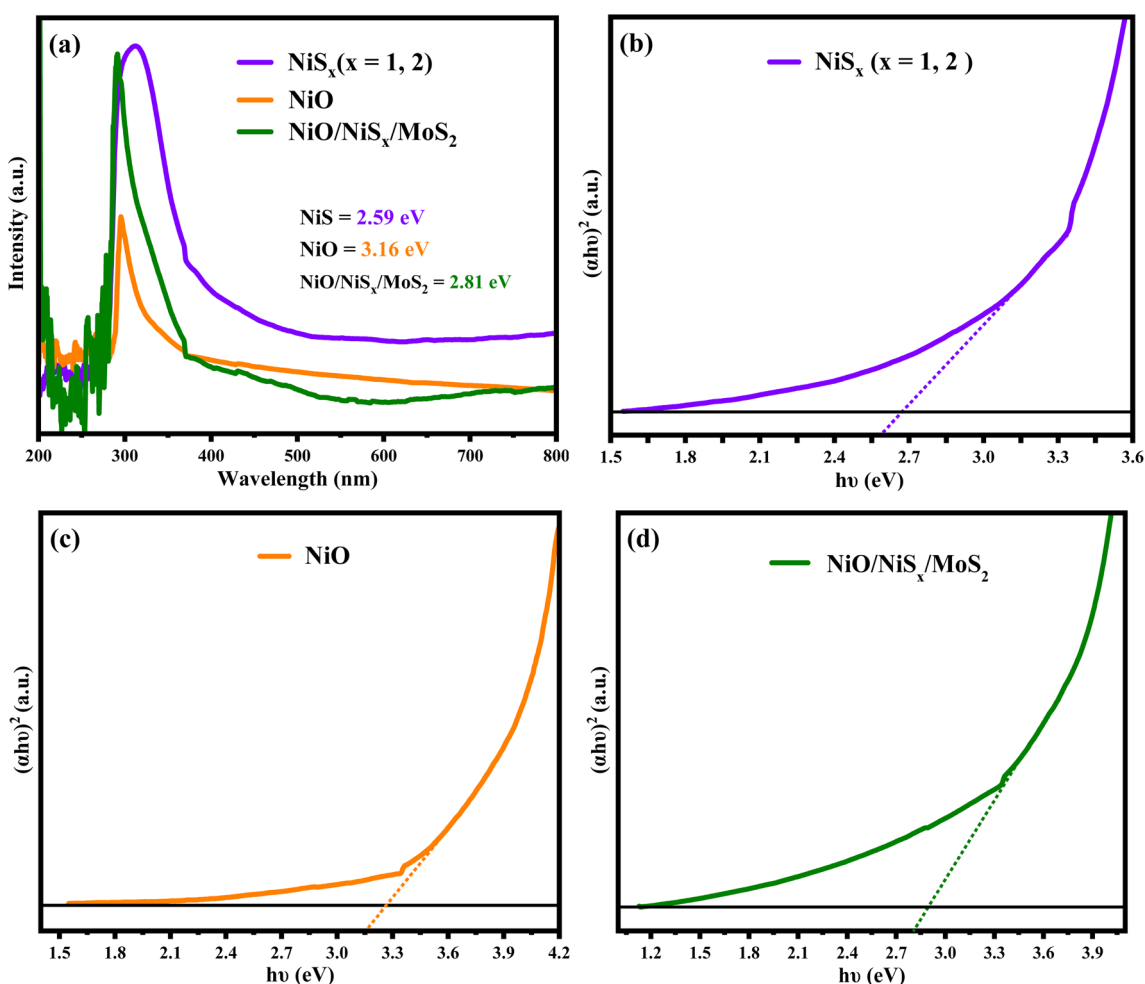 (a)
NiSₓ(x = 1, 2)
NiO
NiO/NiSₓ/MoS₂
NiS = 2.59 eV
NiO = 3.16 eV
NiO/NiSₓ/MoS₂ = 2.81 eV
Intensity (a.u.)
200 300 400 500 600 700 800
Wavelength (nm)
(b)
NiSₓ (x = 1, 2 )
(αhυ)² (a.u.)
1.5 1.8 2.1 2.4 2.7 3.0 3.3 3.6
hυ (eV)
(c)
NiO
(αhυ)² (a.u.)
1.5 1.8 2.1 2.4 2.7 3.0 3.3 3.6 3.9 4.2
hυ (eV)
(d)
NiO/NiSₓ/MoS₂
(αhυ)² (a.u.)
1.2 1.5 1.8 2.1 2.4 2.7 3.0 3.3 3.6 3.9
hυ (eV)